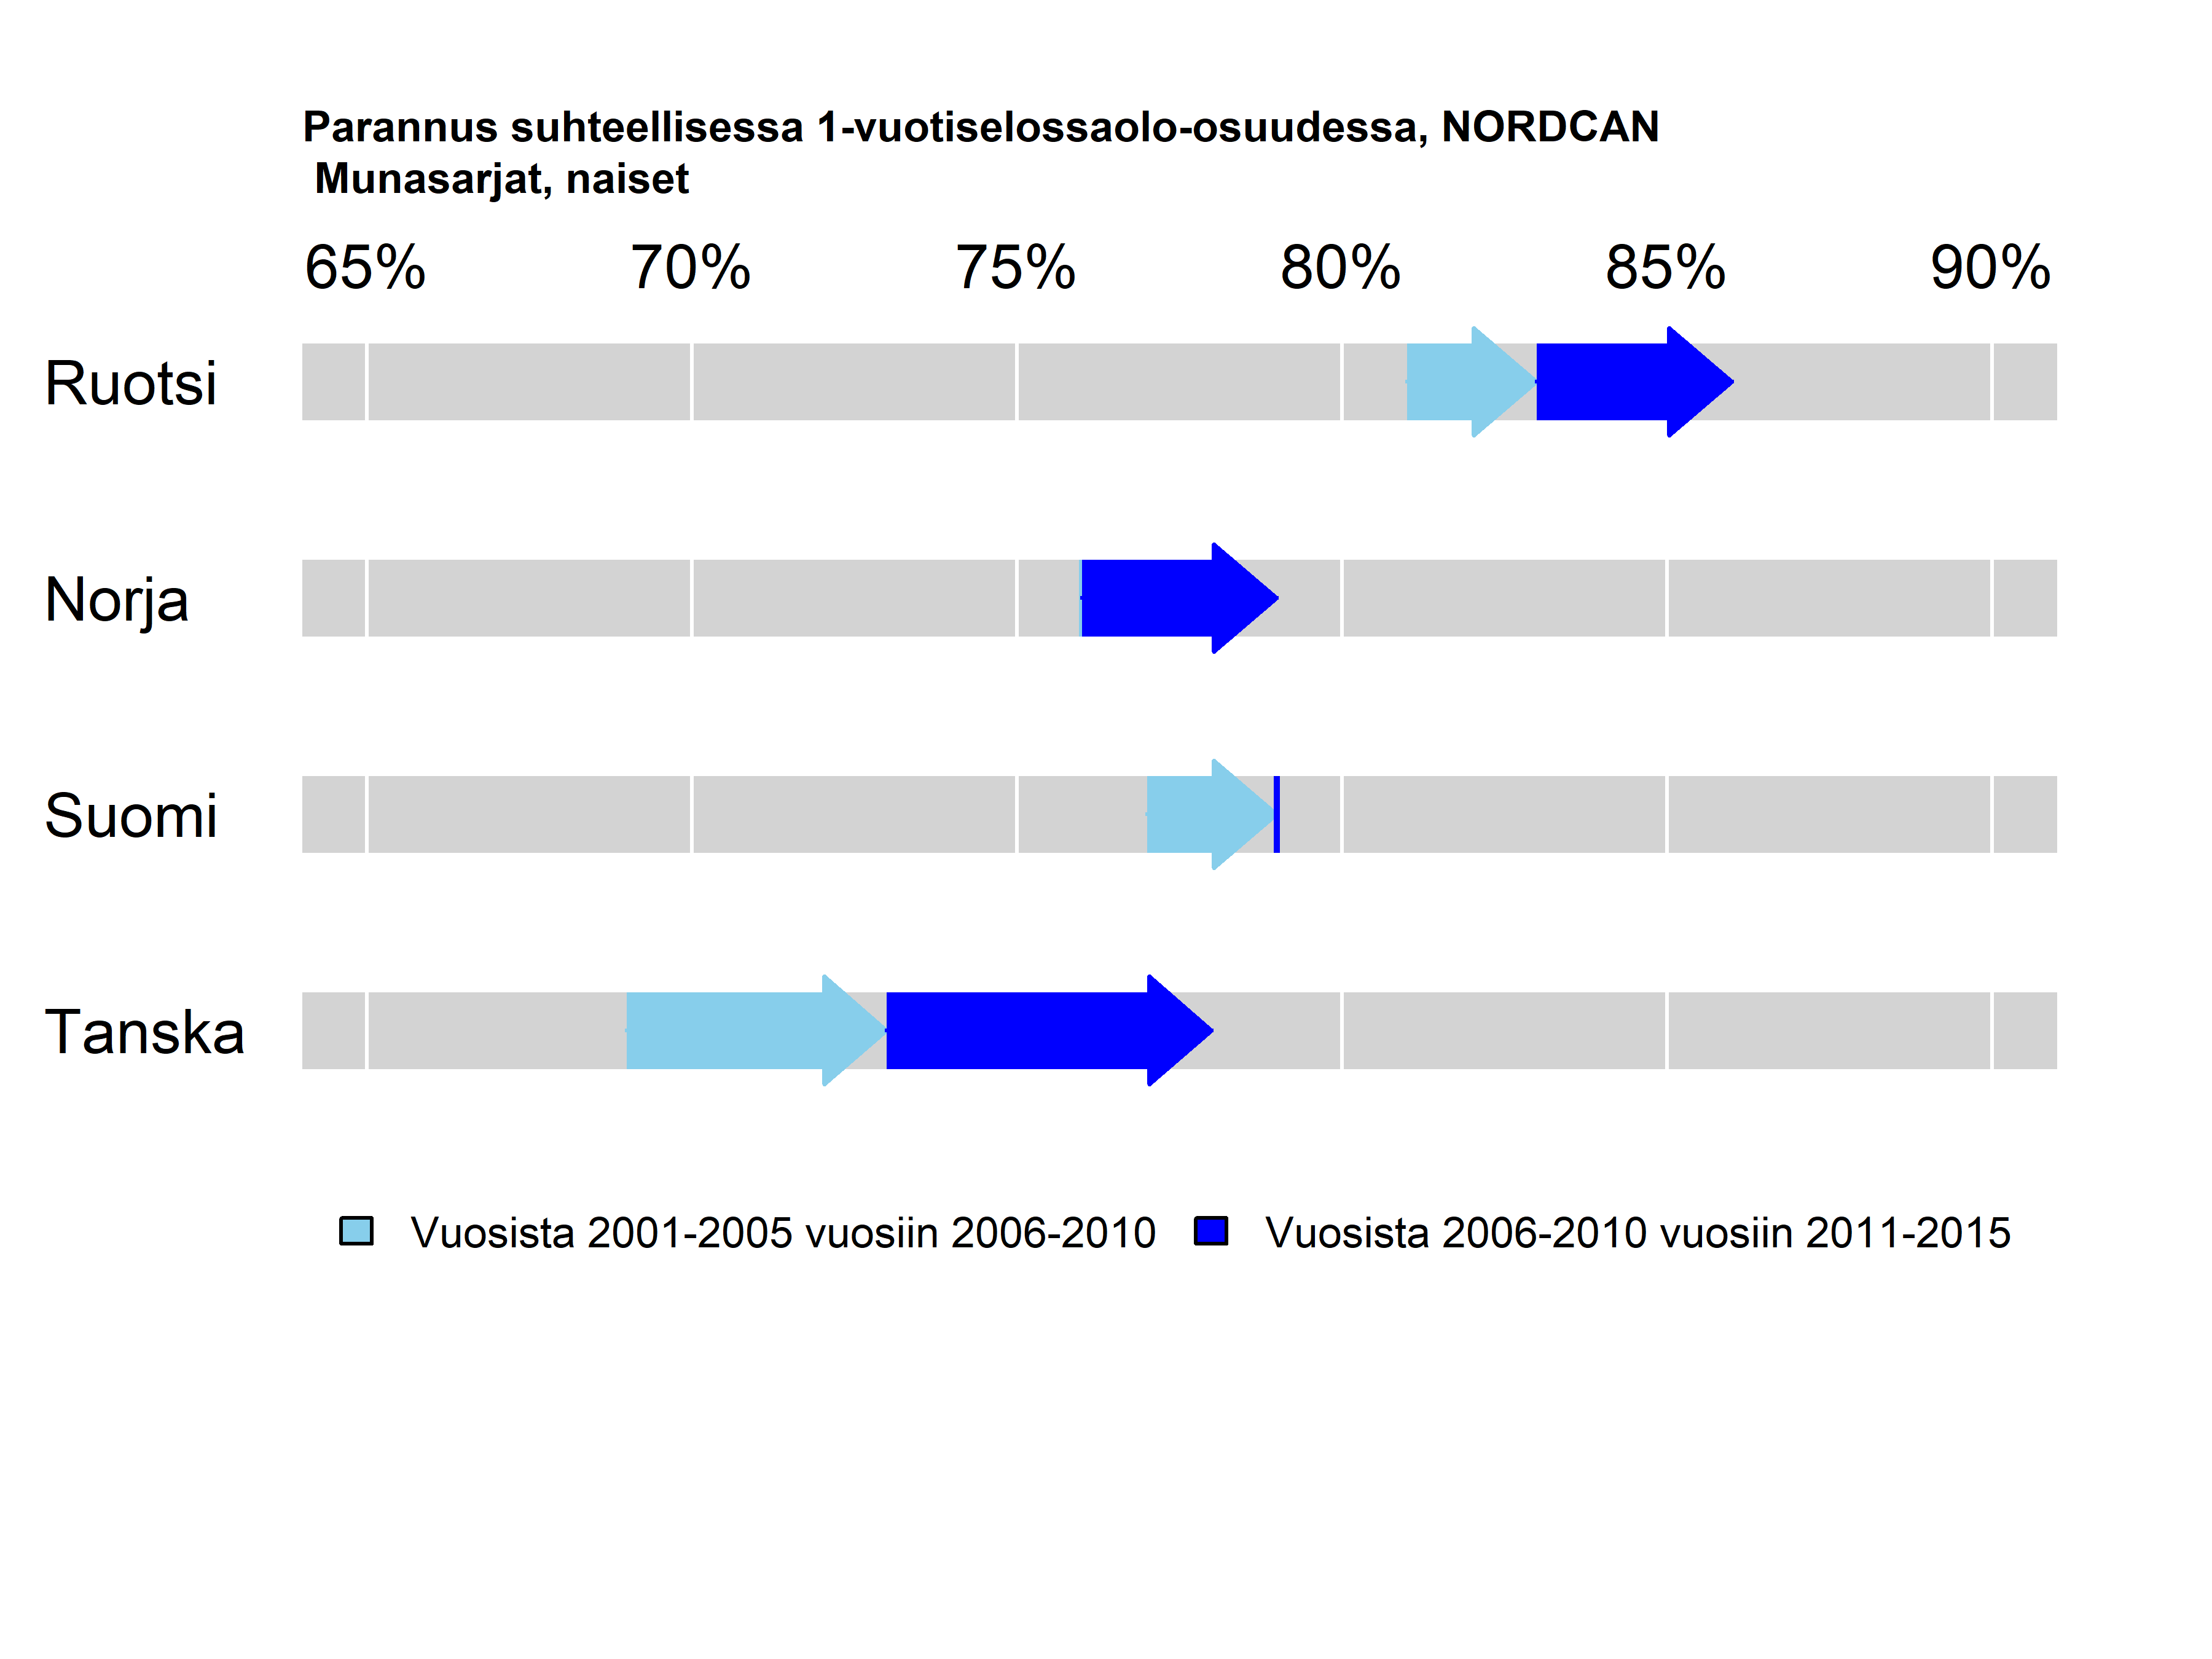 Parannus suhteellisessa 1-vuotiselossaolo-osuudessa, NORDCAN
Munasarjat, naiset
65% 70% 75% 80% 85% 90%
Ruotsi
Norja
Suomi
Tanska
Vuosista 2001-2005 vuosiin 2006-2010 Vuosista 2006-2010 vuosiin 2011-2015